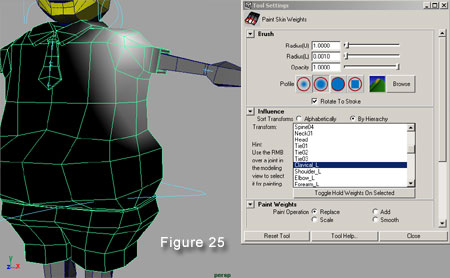 Tool Settings
Paint Skin Weights
Brush
Radius(U) 1.0000
Radius(L) 0.0010
Opacity 1.0000
Profile Browse
Rotate To Stroke
Influence
Sort Transforms Alphabetically By Hierarchy
Transform:
Spine04
Neck01
Head
Tie01
Tie02
Tie03
Clavical_L
Shoulder_L
Elbow_L
Forearm_L
Hint:
Use the RMB
over a joint in
the modeling
view to select
it for painting.
Toggle Hold Weights On Selected
Paint Weights
Paint Operation Replace Add
Scale Smooth
Reset Tool Tool Help... Close
Figure 25
persp
y
z x